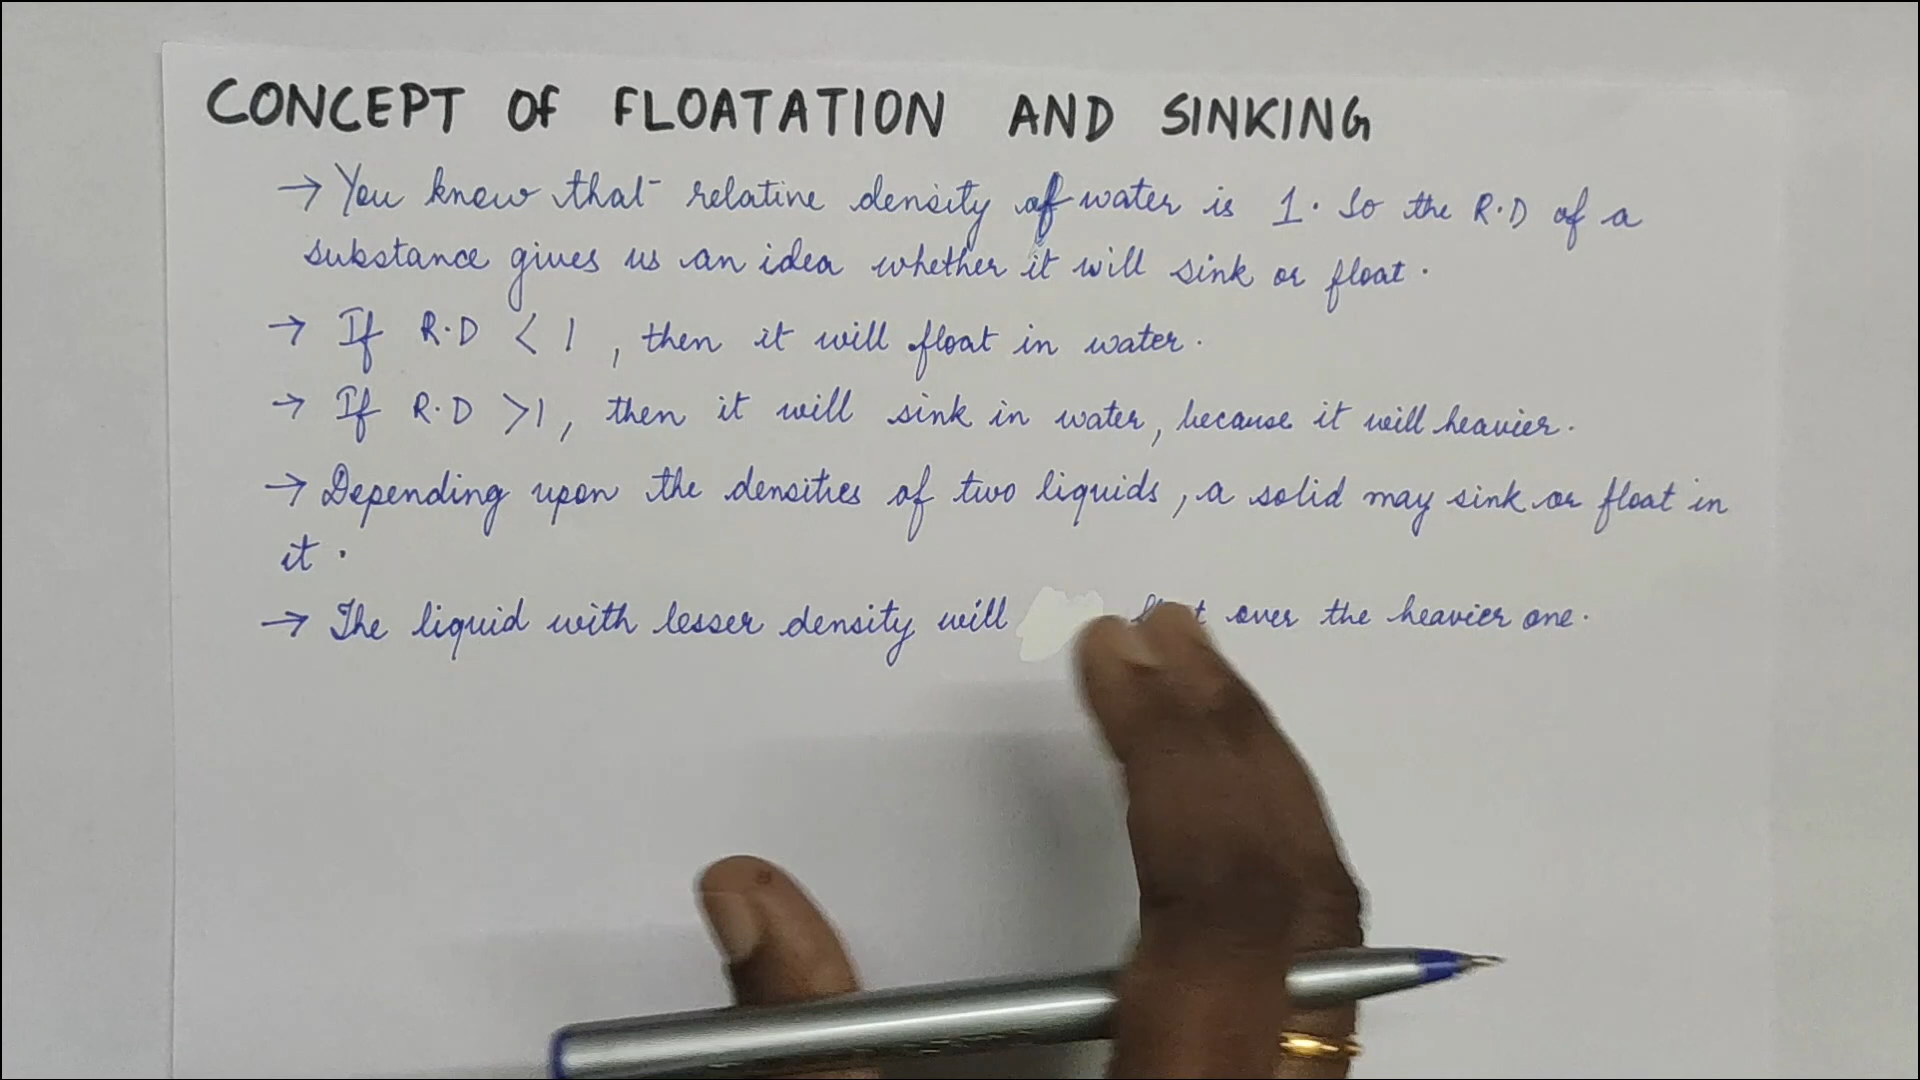 CONCEPT OF FLOATATION AND SINKING
→ You know that relative density of water is 1. So the R.D of a
substance gives us an idea whether it will sink or float.
→ If R.D < 1, then it will float in water.
→ If R.D >1, then it will sink in water, because it will heavier.
→ Depending upon the densities of two liquids, a solid may sink or float in
it.
→ The liquid with lesser density will over the heavier one.